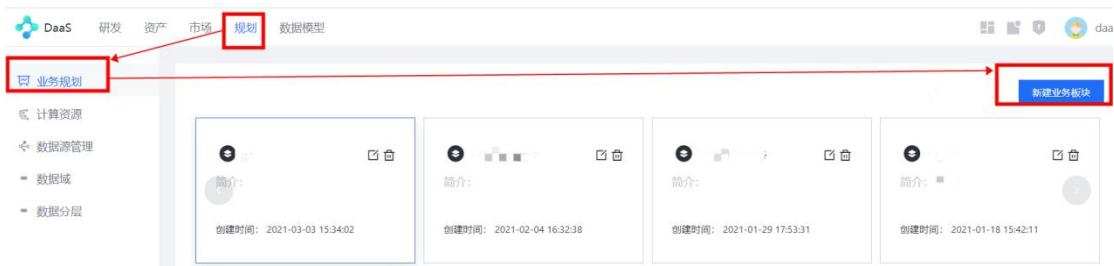 DaaS 研发 资产 市场 规划 数据模型 daa
业务规划
新建业务板块
计算资源
数据源管理
数据域
数据分层
简介: 简介: 简介: 简介:
创建时间: 2021-03-03 15:34:02 创建时间: 2021-02-04 16:32:38 创建时间: 2021-01-29 17:53:31 创建时间: 2021-01-18 15:42:11